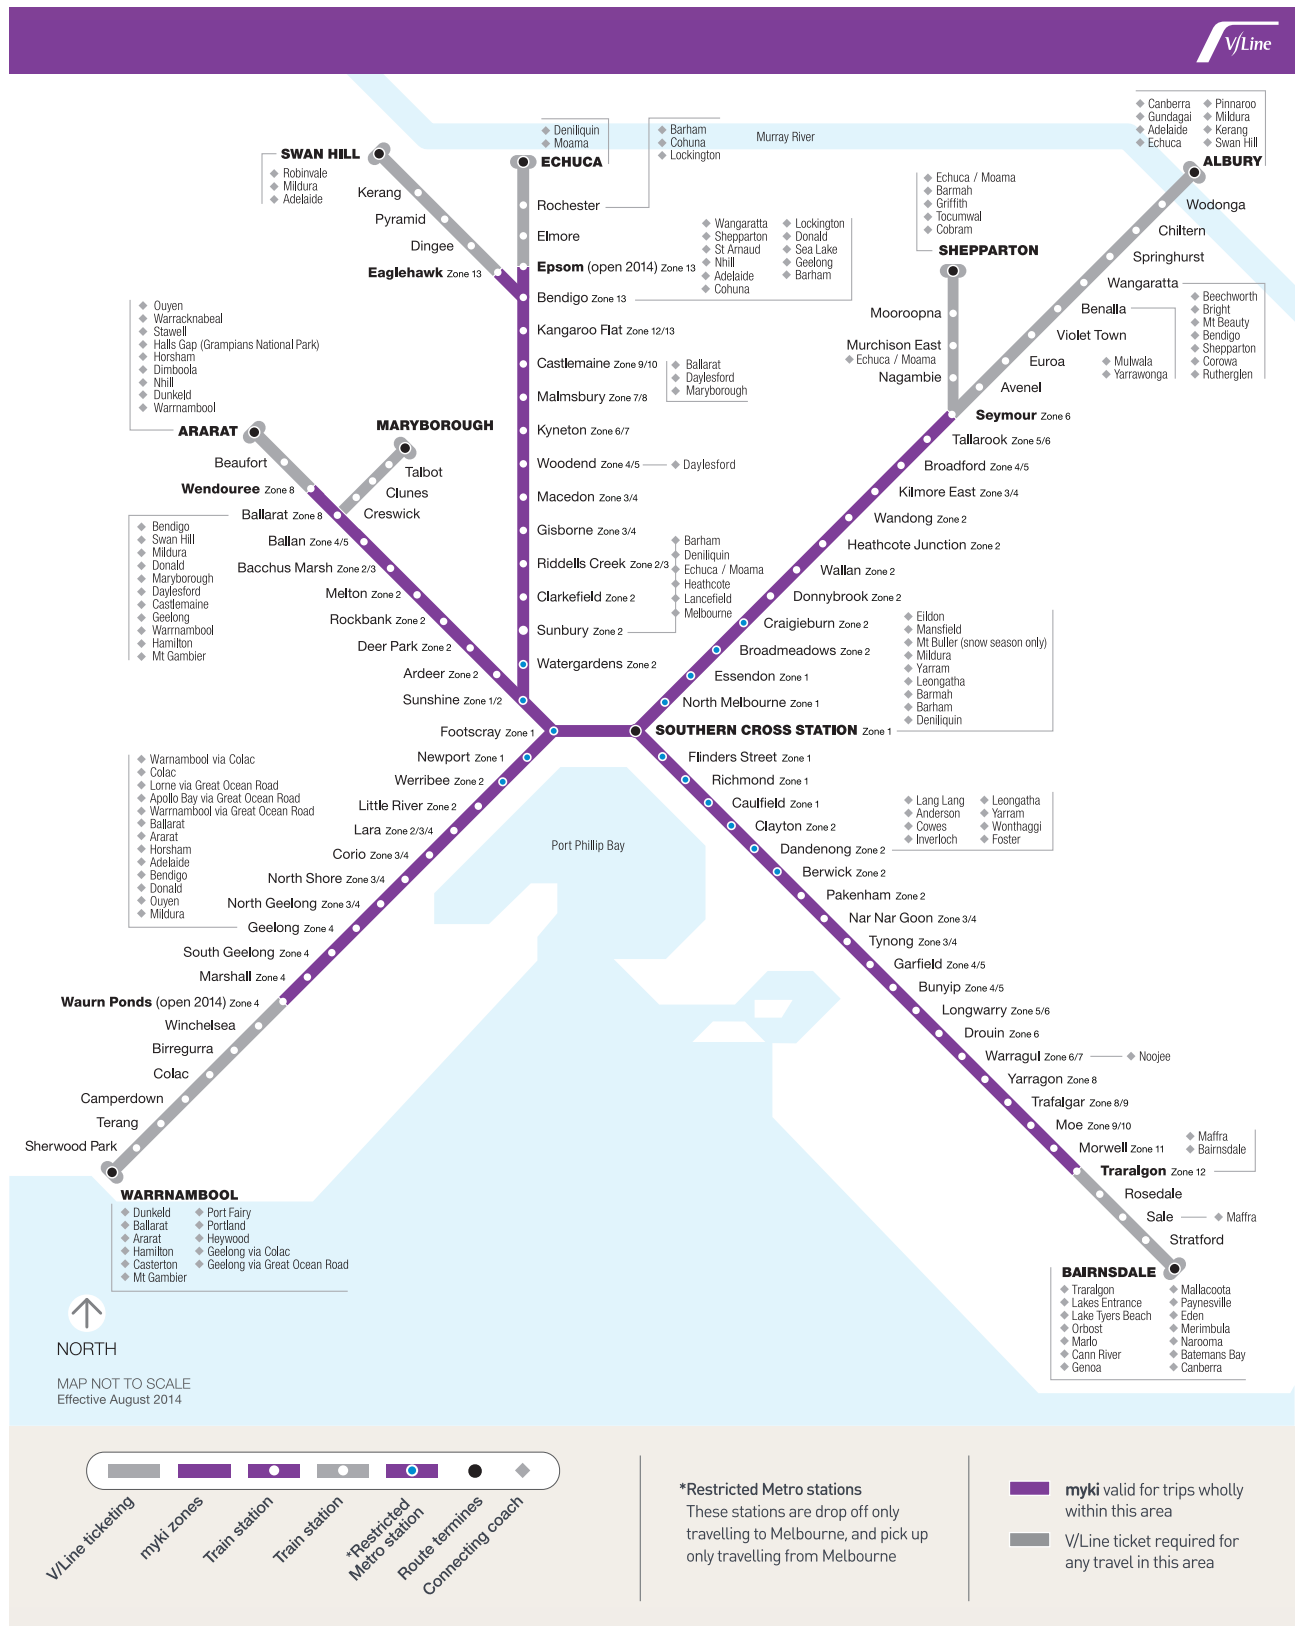 V/Line
Canberra
Gundagai
Adelaide
Echuca
Pinnaroo
Mildura
Kerang
Swan Hill
ALBURY
Murray River
Deniliquin
Moama
ECHUCA
Barham
Cohuna
Lockington
SWAN HILL
Robinvale
Mildura
Adelaide
Kerang
Pyramid
Dingee
Eaglehawk Zone 13
Rochester
Elmore
Epsom (open 2014) Zone 13
Bendigo Zone 13
Wangaratta
Shepparton
St Arnaud
Nhill
Adelaide
Cohuna
Lockington
Donald
Sea Lake
Geelong
Barham
Kangaroo Flat Zone 12/13
Castlemaine Zone 9/10
Ballarat
Daylesford
Maryborough
Malmsbury Zone 7/8
Kyneton Zone 6/7
Woodend Zone 4/5
Daylesford
Macedon Zone 3/4
Gisborne Zone 3/4
Riddells Creek Zone 2/3
Clarkefield Zone 2
Sunbury Zone 2
Barham
Deniliquin
Echuca / Moama
Heathcote
Lancefield
Melbourne
Watergardens Zone 2
Echuca / Moama
Barmah
Griffith
Tocumwal
Cobram
SHEPPARTON
Mooroopna
Murchison East
Echuca / Moama
Nagambie
Wodonga
Chiltern
Springhurst
Wangaratta
Beechworth
Bright
Mt Beauty
Bendigo
Shepparton
Corowa
Rutherglen
Benalla
Mulwala
Yarrawonga
Violet Town
Euroa
Avenel
Seymour Zone 6
Tallarook Zone 5/6
Broadford Zone 4/5
Kilmore East Zone 3/4
Wandong Zone 2
Heathcote Junction Zone 2
Wallan Zone 2
Donnybrook Zone 2
Craigieburn Zone 2
Broadmeadows Zone 2
Essendon Zone 1
North Melbourne Zone 1
SOUTHERN CROSS STATION Zone 1
Eildon
Mansfield
Mt Buller (snow season only)
Mildura
Yarram
Leongatha
Barmah
Barham
Deniliquin
Ouyen
Warracknabeal
Stawell
Halls Gap (Grampians National Park)
Horsham
Dimboola
Nhill
Dunkeld
Warrnambool
ARARAT
Beaufort
Wendouree Zone 8
MARYBOROUGH
Talbot
Clunes
Creswick
Ballarat Zone 8
Bendigo
Swan Hill
Mildura
Donald
Maryborough
Daylesford
Castlemaine
Geelong
Warrnambool
Hamilton
Mt Gambier
Ballan Zone 4/5
Bacchus Marsh Zone 2/3
Melton Zone 2
Rockbank Zone 2
Deer Park Zone 2
Ardeer Zone 2
Sunshine Zone 1/2
Footscray Zone 1
Newport Zone 1
Werribee Zone 2
Little River Zone 2
Lara Zone 2/3/4
Corio Zone 3/4
North Shore Zone 3/4
North Geelong Zone 3/4
Geelong Zone 4
Warnambool via Colac
Colac
Lorne via Great Ocean Road
Apollo Bay via Great Ocean Road
Warrnambool via Great Ocean Road
Ballarat
Ararat
Horsham
Adelaide
Bendigo
Donald
Ouyen
Mildura
South Geelong Zone 4
Marshall Zone 4
Waurn Ponds (open 2014) Zone 4
Winchelsea
Birregurra
Colac
Camperdown
Terang
Sherwood Park
WARRNAMBOOL
Dunkeld
Ballarat
Ararat
Hamilton
Casterton
Mt Gambier
Port Fairy
Portland
Heywood
Geelong via Colac
Geelong via Great Ocean Road
Port Phillip Bay
Flinders Street Zone 1
Richmond Zone 1
Caulfield Zone 1
Clayton Zone 2
Dandenong Zone 2
Lang Lang
Anderson
Cowes
Inverloch
Leongatha
Yarram
Wonthaggi
Foster
Berwick Zone 2
Pakenham Zone 2
Nar Nar Goon Zone 3/4
Tynong Zone 3/4
Garfield Zone 4/5
Bunyip Zone 4/5
Longwarry Zone 5/6
Drouin Zone 6
Warragul Zone 6/7
Noojee
Yarragon Zone 8
Trafalgar Zone 8/9
Moe Zone 9/10
Morwell Zone 11
Traralgon Zone 12
Maffra
Bairnsdale
Rosedale
Sale
Maffra
Stratford
BAIRNSDALE
Traralgon
Lakes Entrance
Lake Tyers Beach
Orbost
Marlo
Cann River
Genoa
Mallacoota
Paynesville
Eden
Merimbula
Narooma
Batemans Bay
Canberra
NORTH
MAP NOT TO SCALE
Effective August 2014
V/Line ticketing
myki zones
Train station
Train station
*Restricted
Metro station
Route termines
Connecting coach
*Restricted Metro stations
These stations are drop off only
travelling to Melbourne, and pick up
only travelling from Melbourne
myki valid for trips wholly
within this area
V/Line ticket required for
any travel in this area